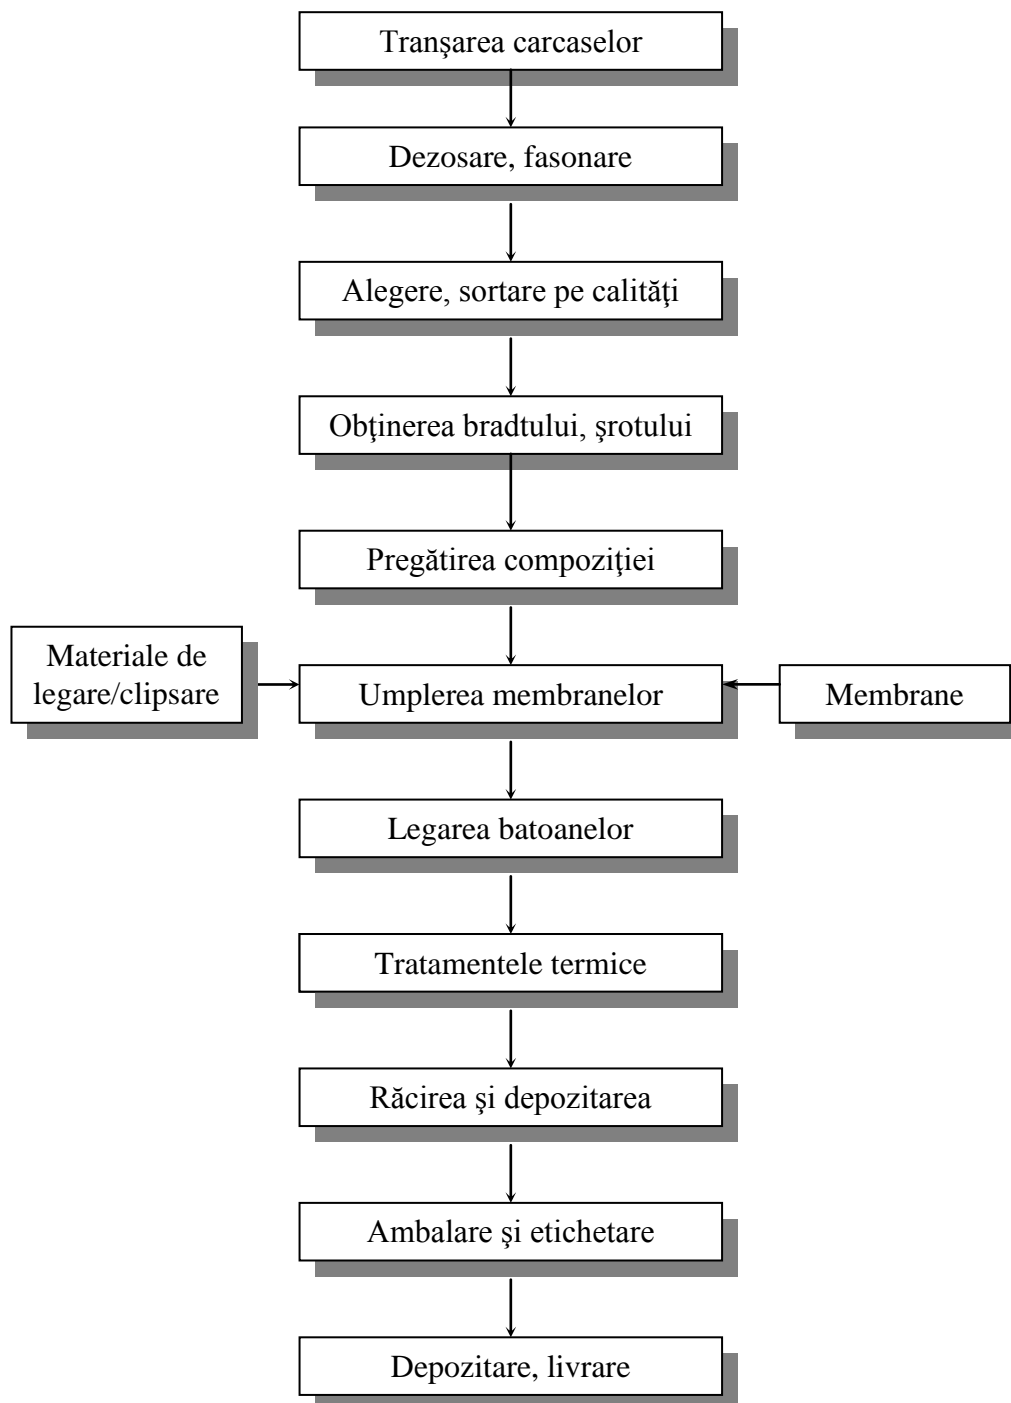 Tranşarea carcaselor
Dezosare, fasonare
Alegere, sortare pe calităţi
Obţinerea bradtului, şrotului
Pregătirea compoziţiei
Materiale de
legare/clipsare
Umplerea membranelor
Membrane
Legarea batoanelor
Tratamentele termice
Răcirea şi depozitarea
Ambalare şi etichetare
Depozitare, livrare